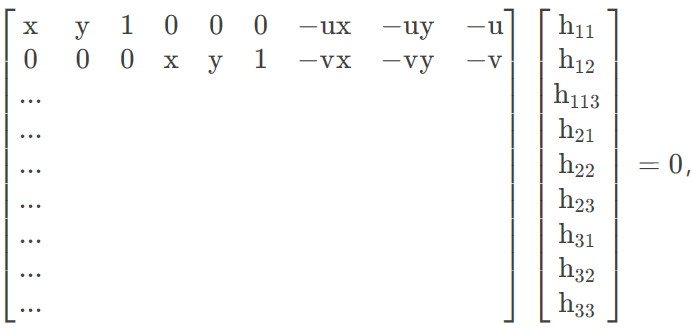 x y 1 0 0 0 −ux −uy −u h₁₁
0 0 0 x y 1 −vx −vy −v h₁₂
... h₁₁₃
... h₂₁
... h₂₂ = 0,
... h₂₃
... h₃₁
... h₃₂
... h₃₃